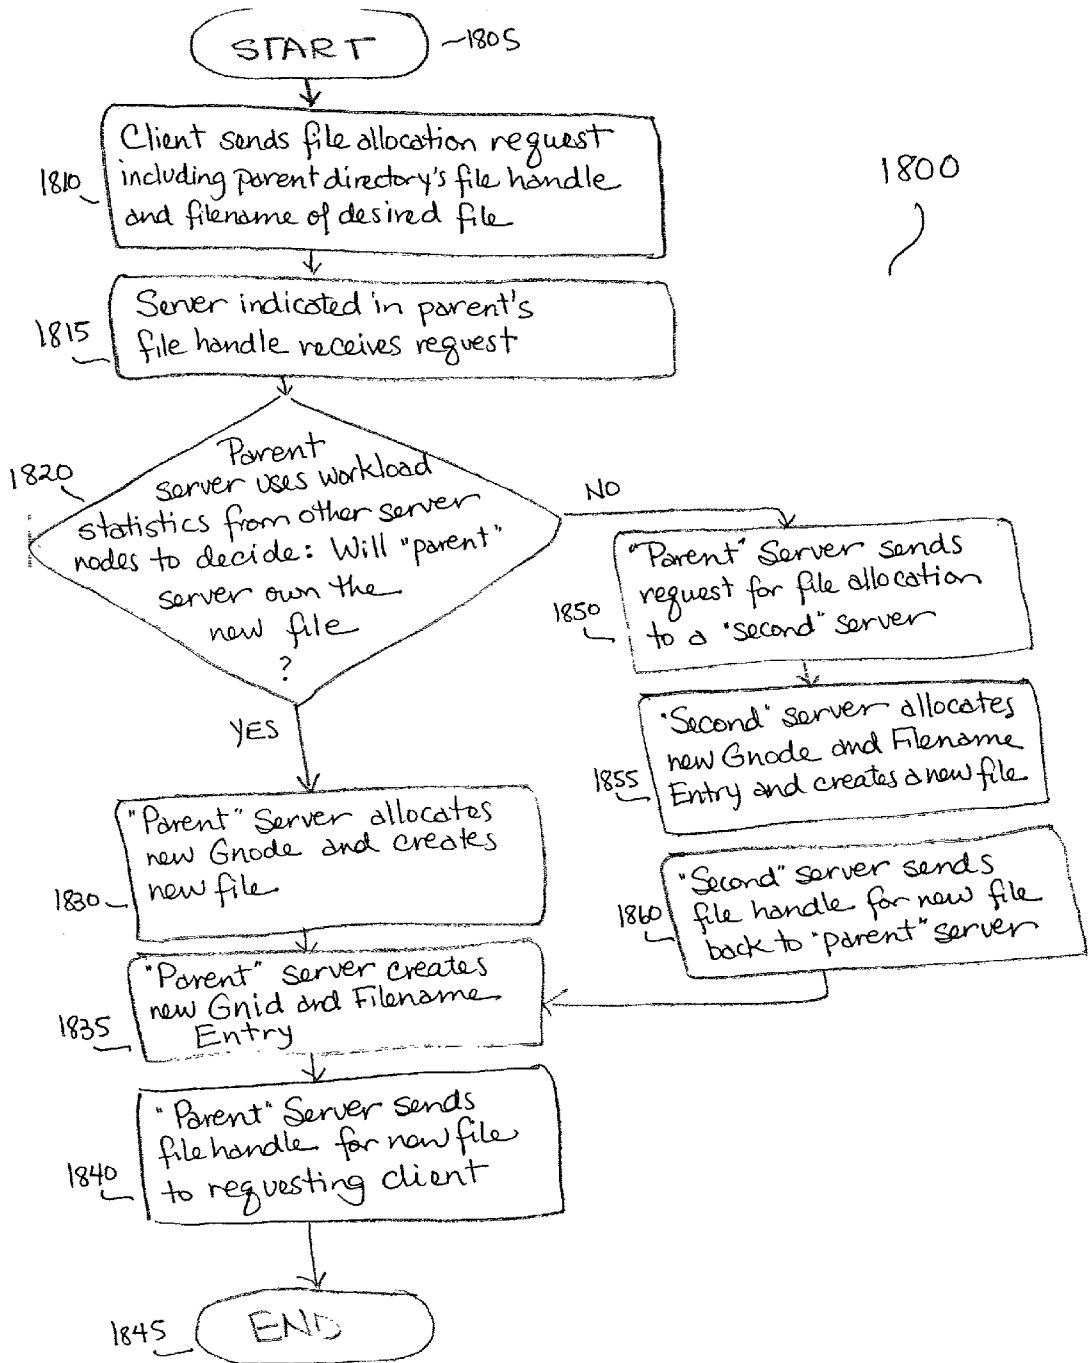 START
1805
Client sends file allocation request
including parent directory's file handle
and filename of desired file
1810
1800
Server indicated in parent's
file handle receives request
1815
Parent
server uses workload
statistics from other server
nodes to decide: Will "parent"
server own the
new file
?
1820
NO
YES
"Parent" Server sends
request for file allocation
to a "second" server
1850
"Second" server allocates
new Gnode and Filename
Entry and creates a new file
1855
"Second" server sends
file handle for new file
back to "parent" server
1860
"Parent" Server allocates
new Gnode and creates
new file
1830
"Parent" server creates
new Gnid and Filename
Entry
1835
"Parent" Server sends
file handle for new file
to requesting client
1840
END
1845